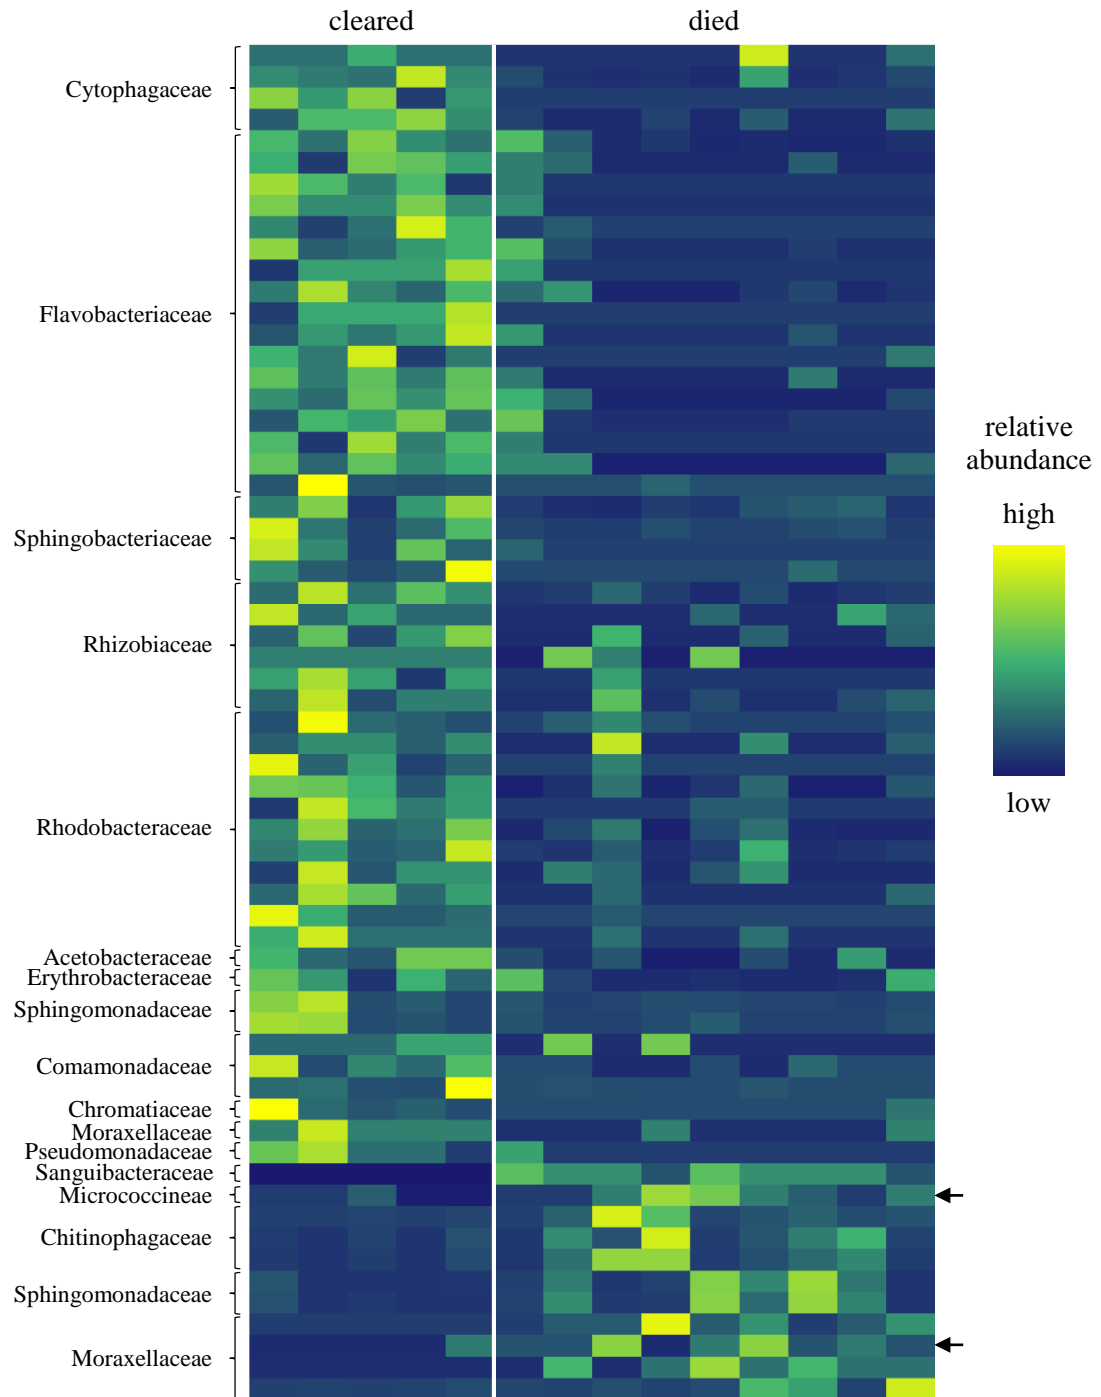 cleared
died
Cytophagaceae
Flavobacteriaceae
Sphingobacteriaceae
Rhizobiaceae
Rhodobacteraceae
Acetobacteraceae
Erythrobacteraceae
Sphingomonadaceae
Comamonadaceae
Chromatiaceae
Moraxellaceae
Pseudomonadaceae
Sanguibacteraceae
Micrococcineae
Chitinophagaceae
Sphingomonadaceae
Moraxellaceae
relative
abundance
high
low